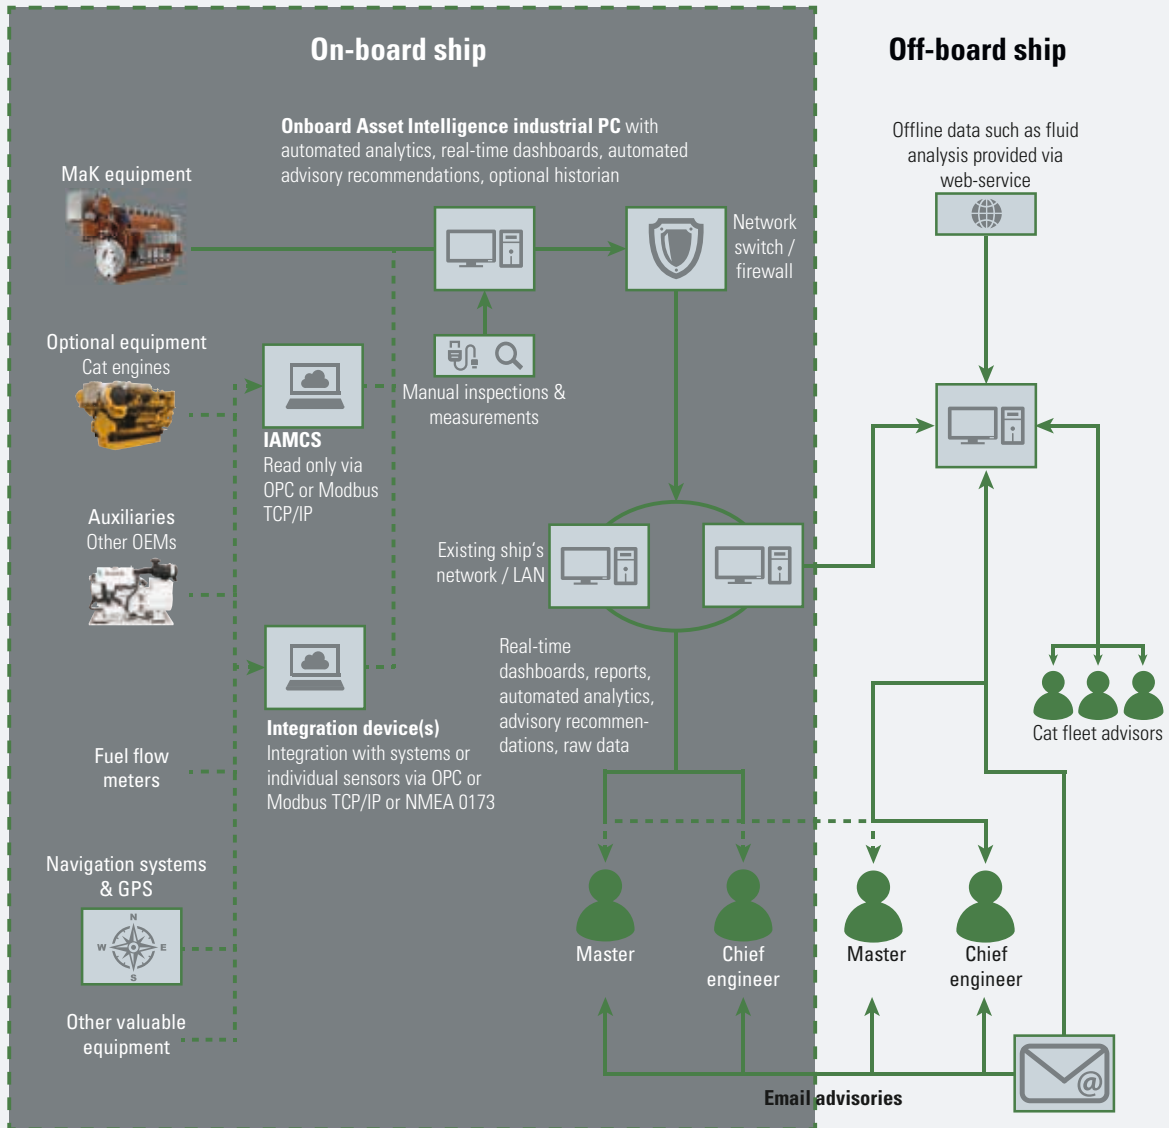 On-board ship
Off-board ship
Onboard Asset Intelligence industrial PC with
automated analytics, real-time dashboards, automated
advisory recommendations, optional historian
Offline data such as fluid
analysis provided via
web-service
MaK equipment
Network
switch /
firewall
Optional equipment
Cat engines
Manual inspections &
measurements
IAMCS
Read only via
OPC or Modbus
TCP/IP
Auxiliaries
Other OEMs
Existing ship's
network / LAN
Real-time
dashboards, reports,
automated analytics,
advisory recommen-
dations, raw data
Integration device(s)
Integration with systems or
individual sensors via OPC or
Modbus TCP/IP or NMEA 0173
Cat fleet advisors
Fuel flow
meters
Navigation systems
& GPS
N
W
E
S
Master
Chief
engineer
Master
Chief
engineer
Other valuable
equipment
@
Email advisories